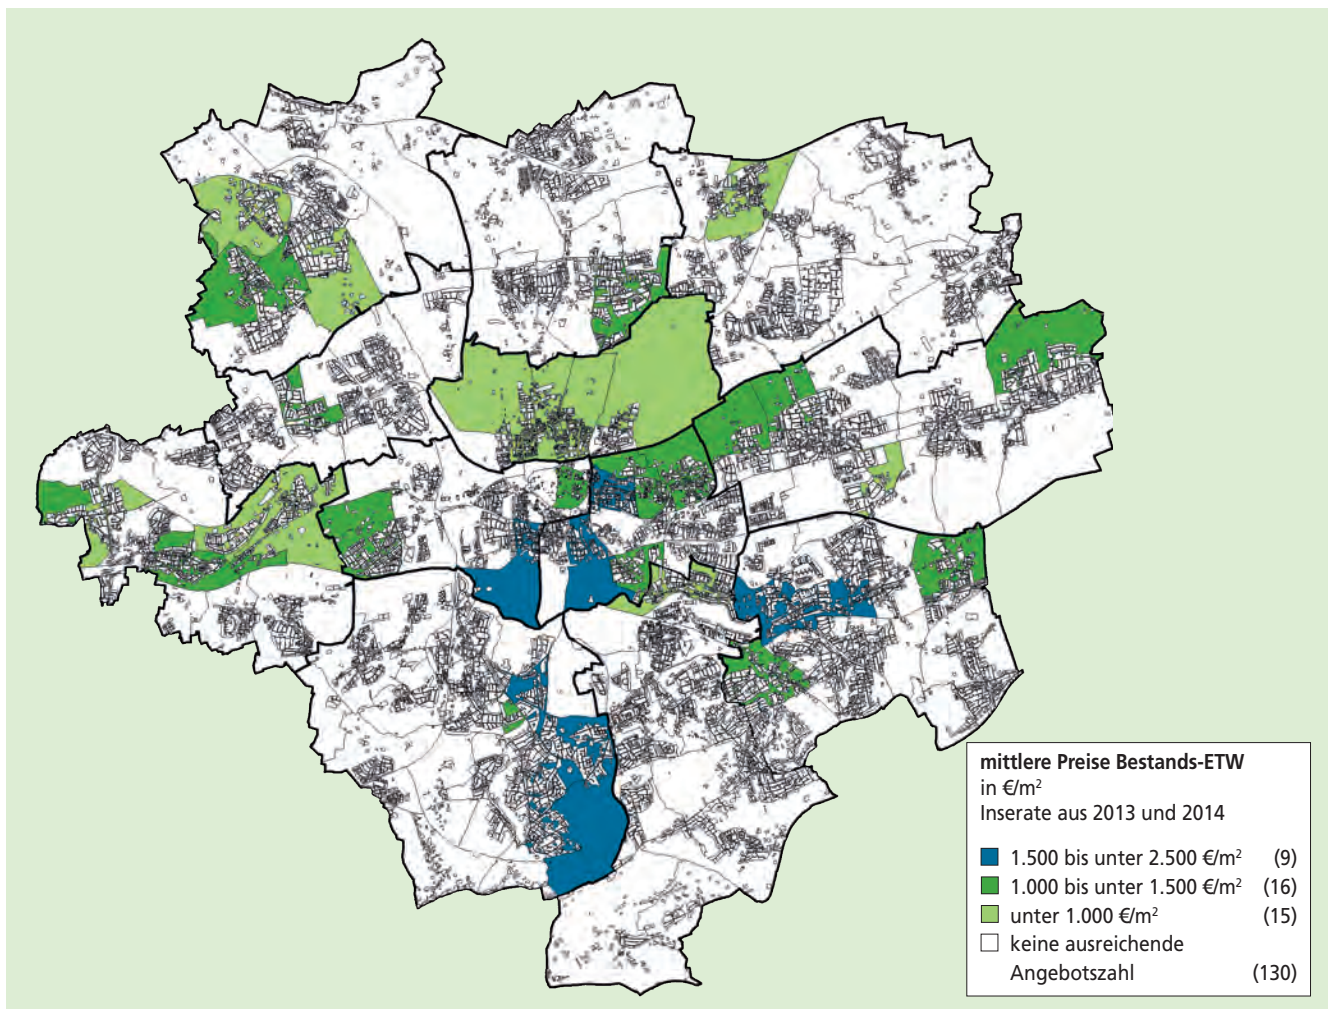 mittlere Preise Bestands-ETW
in €/m²
Inserate aus 2013 und 2014
1.500 bis unter 2.500 €/m² (9)
1.000 bis unter 1.500 €/m² (16)
unter 1.000 €/m² (15)
keine ausreichende
Angebotszahl (130)